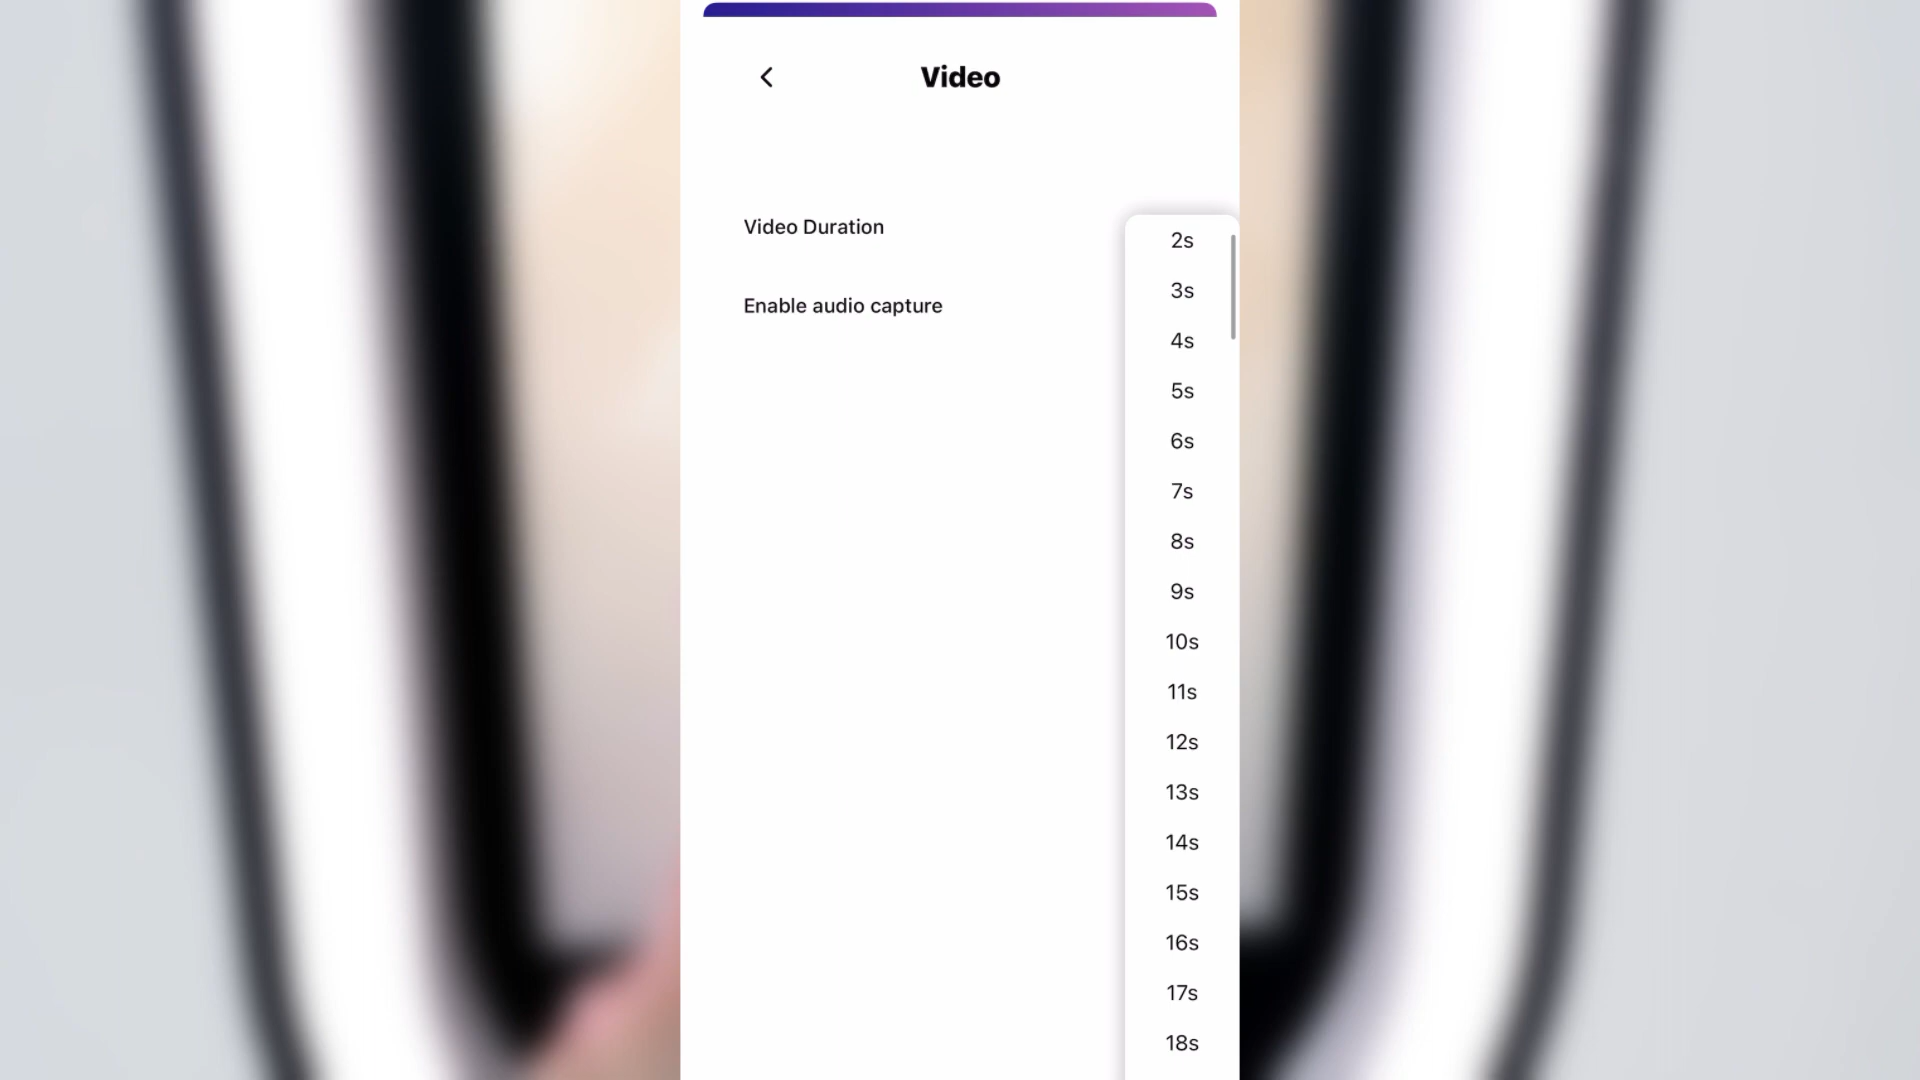 Video
Video Duration
Enable audio capture
2s
3s
4s
5s
6s
7s
8s
9s
10s
11s
12s
13s
14s
15s
16s
17s
18s